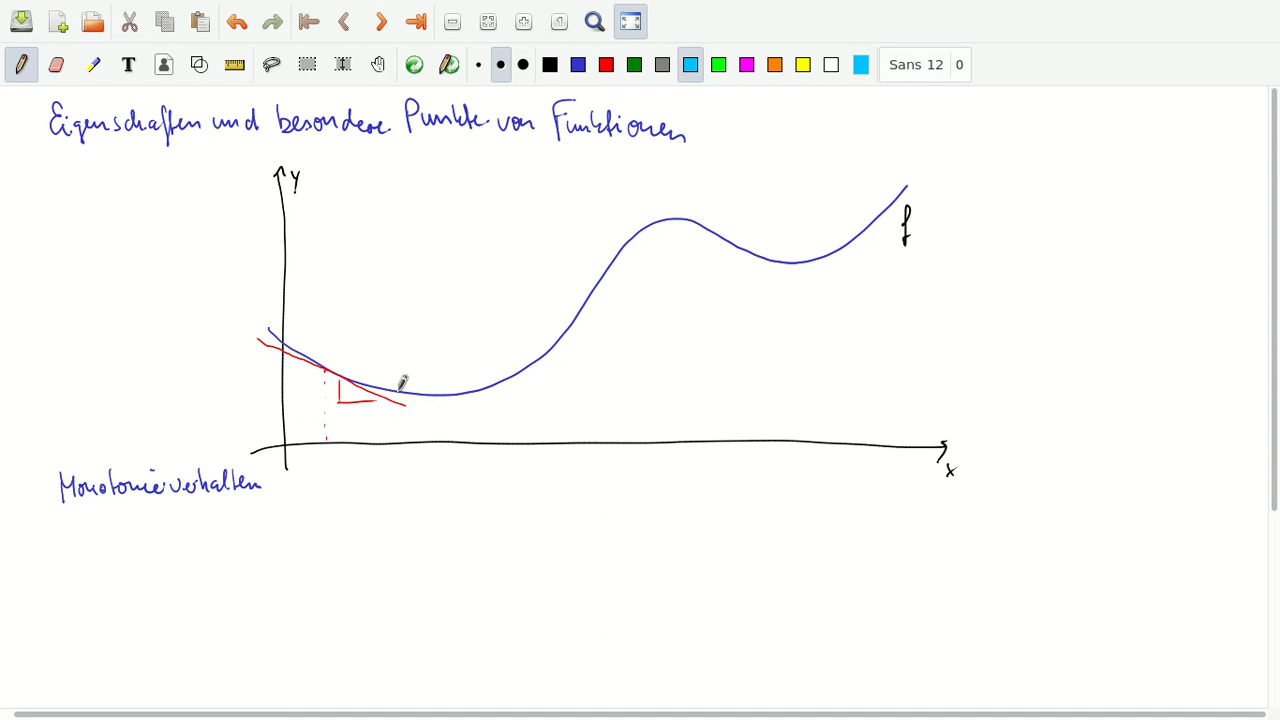 Sans 12 0
Eigenschaften und besondere Punkte von Funktionen
y
f
x
Monotonieverhalten